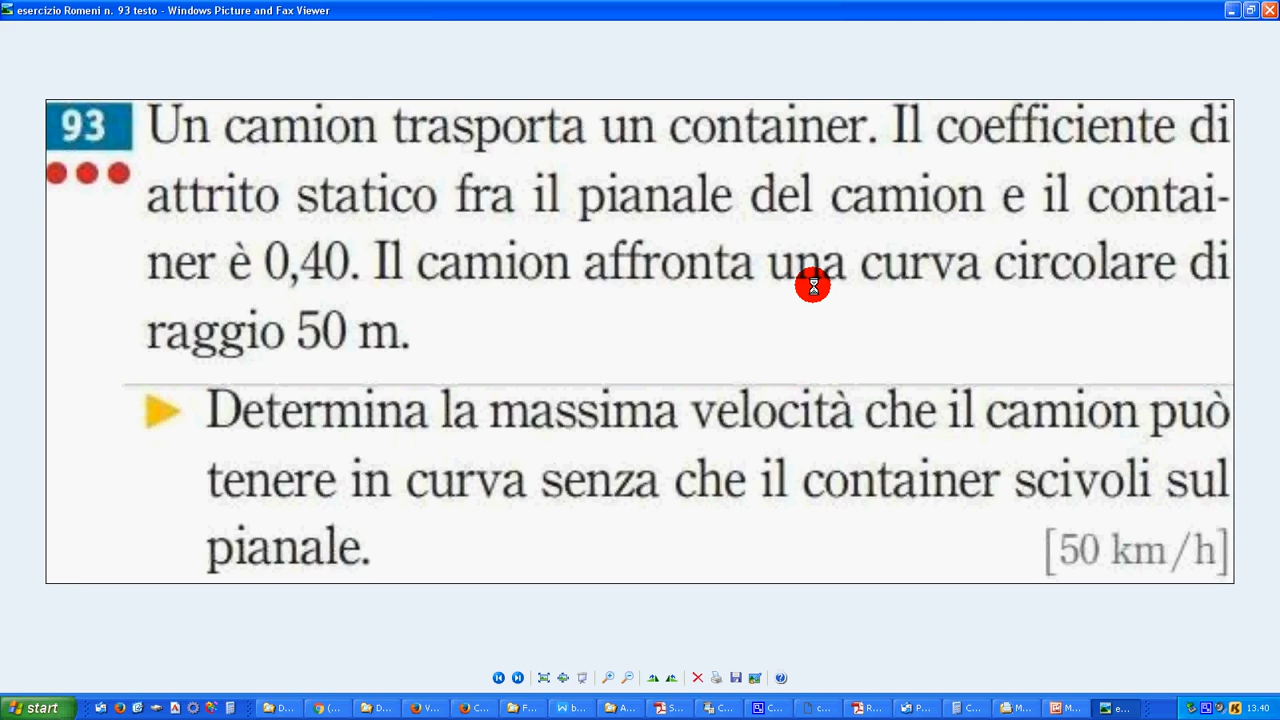 esercizio Romeni n. 93 testo - Windows Picture and Fax Viewer
93 Un camion trasporta un container. Il coefficiente di
attrito statico fra il pianale del camion e il contai-
ner è 0,40. Il camion affronta una curva circolare di
raggio 50 m.
Determina la massima velocità che il camion può
tenere in curva senza che il container scivoli sul
pianale. [50 km/h]
start D... (... D... V... C... F... b... A... S... C... C... c... R... P... C... M... M... e... 13.40